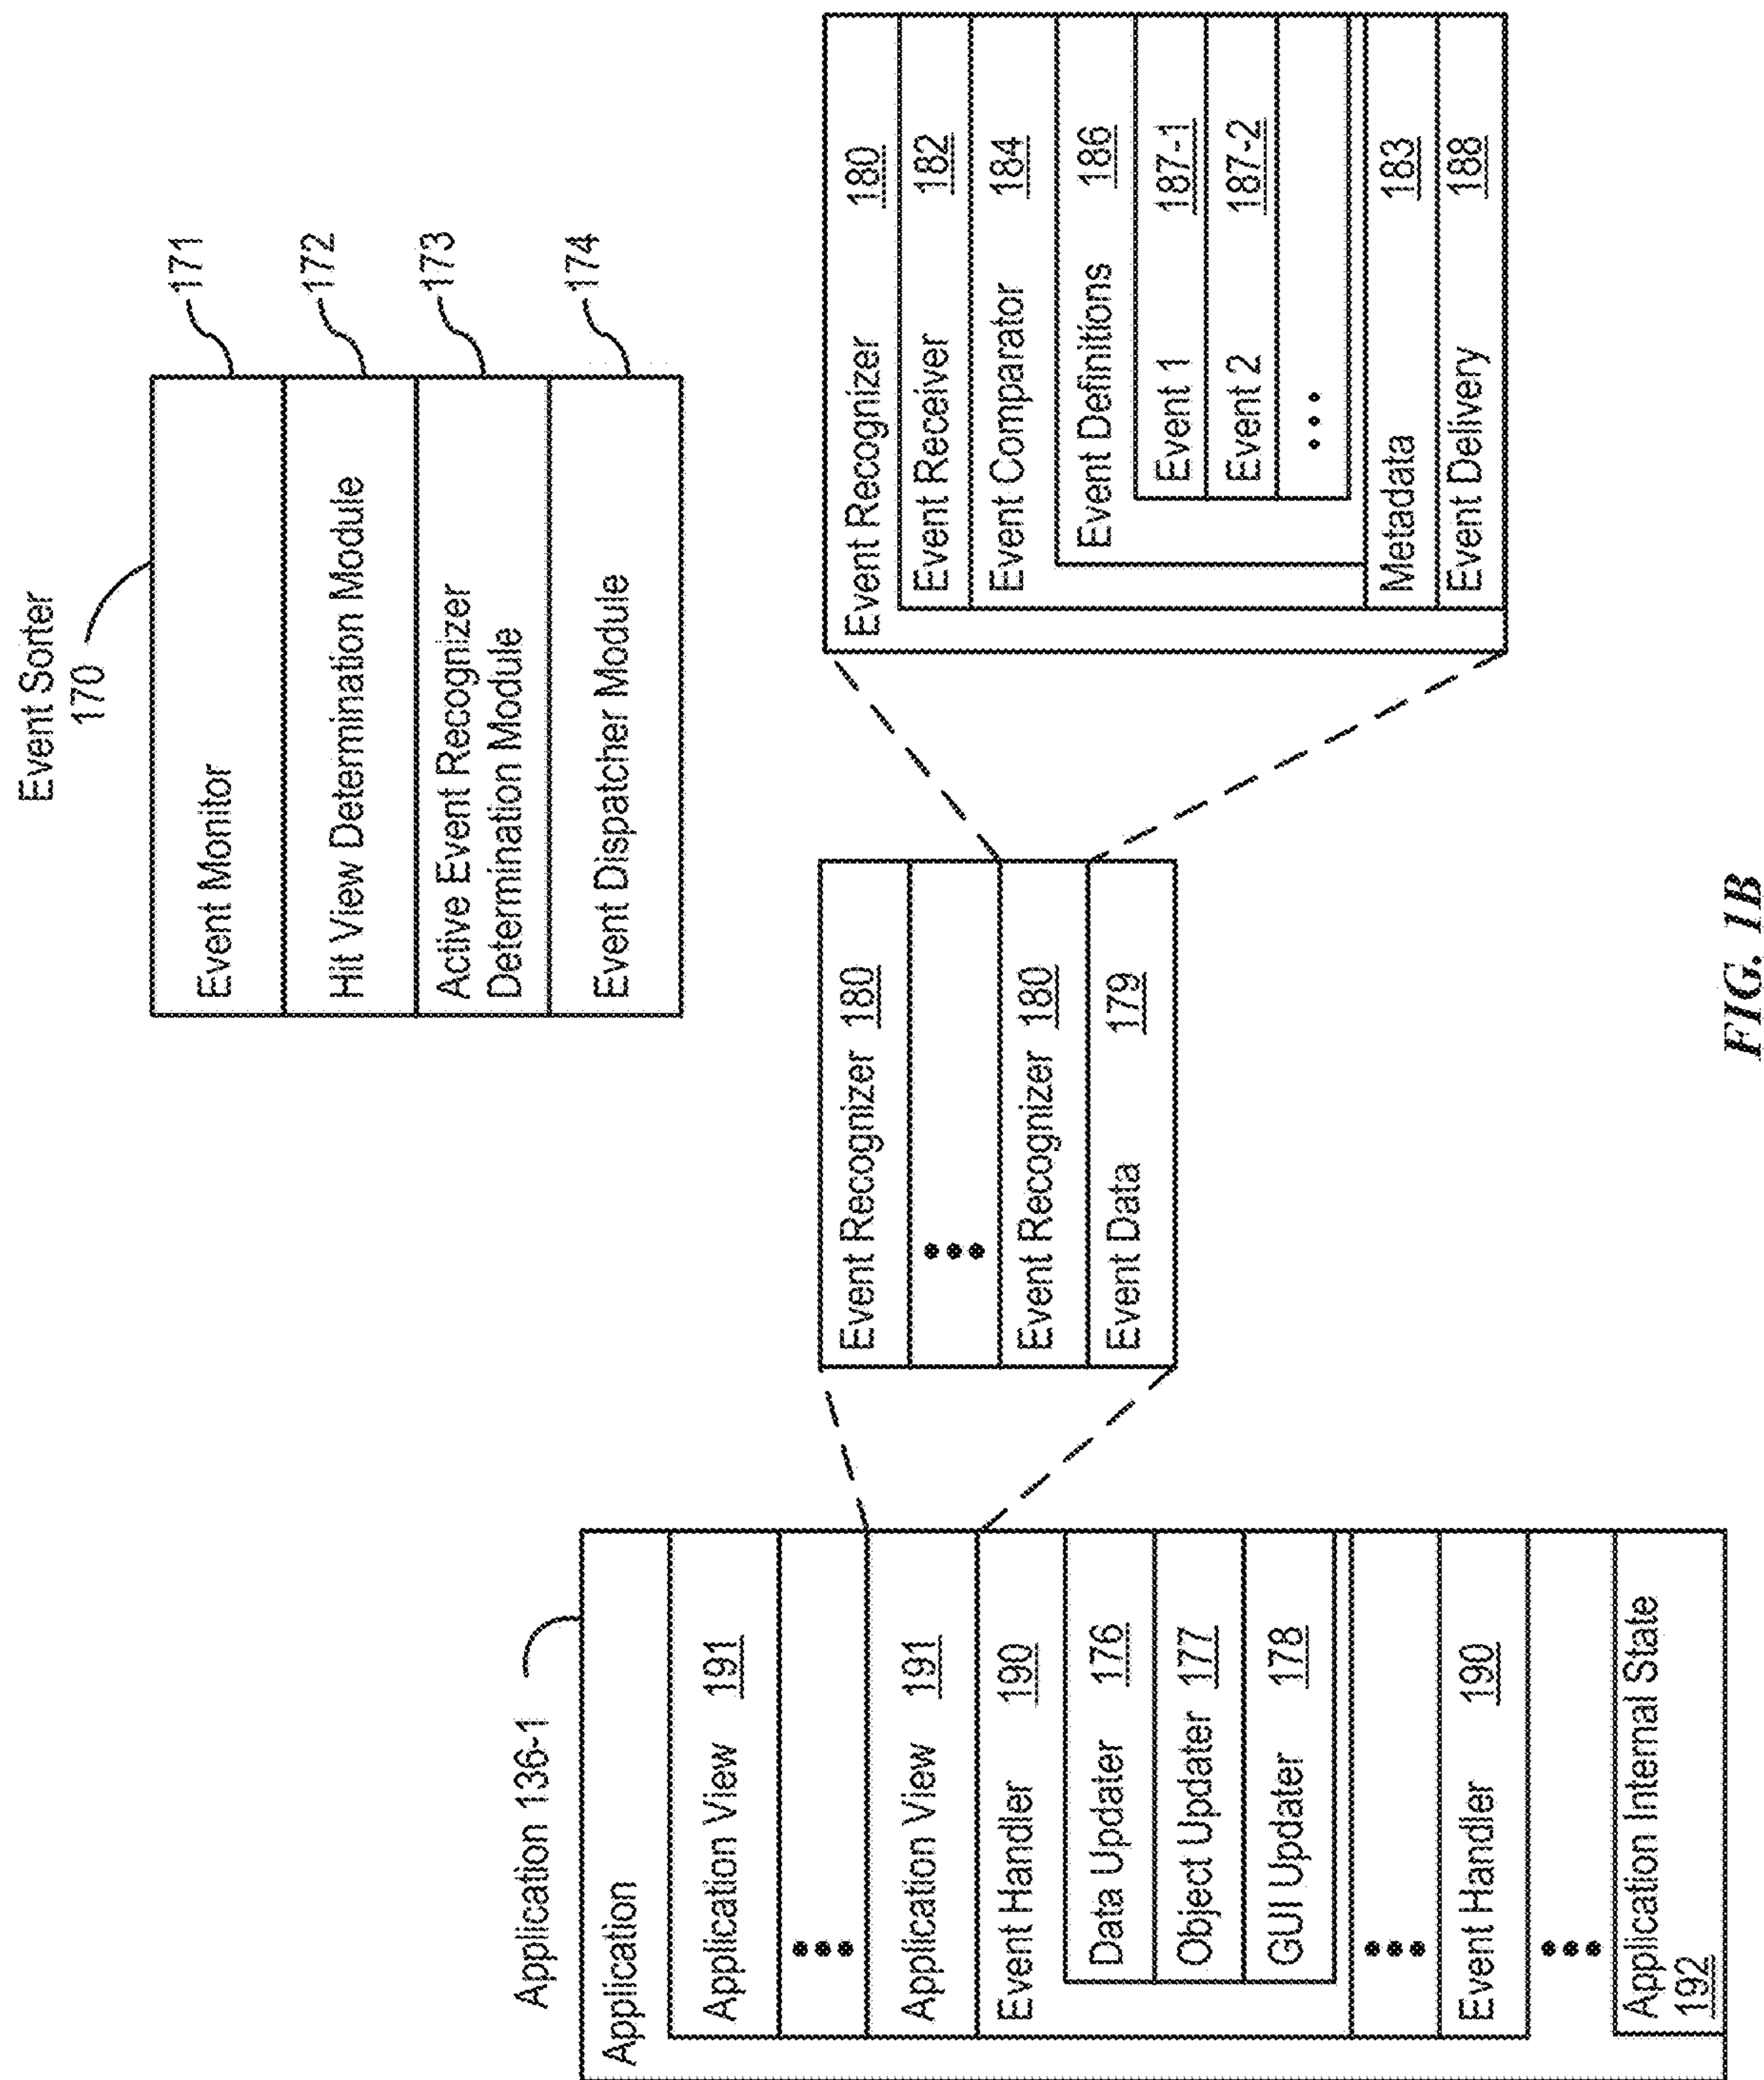 Event Sorter
170
Event Monitor
171
Hit View Determination Module
172
Active Event Recognizer
Determination Module
173
Event Dispatcher Module
174
Application 136-1
Application
Application View 191
•••
Application View 191
Event Handler 190
Data Updater 176
Object Updater 177
GUI Updater 178
•••
Event Handler 190
•••
Application Internal State
192
Event Recognizer 180
•••
Event Recognizer 180
Event Data 179
Event Recognizer 180
Event Receiver 182
Event Comparator 184
Event Definitions 186
Event 1 187-1
Event 2 187-2
•••
Metadata 183
Event Delivery 188
FIG. 1B